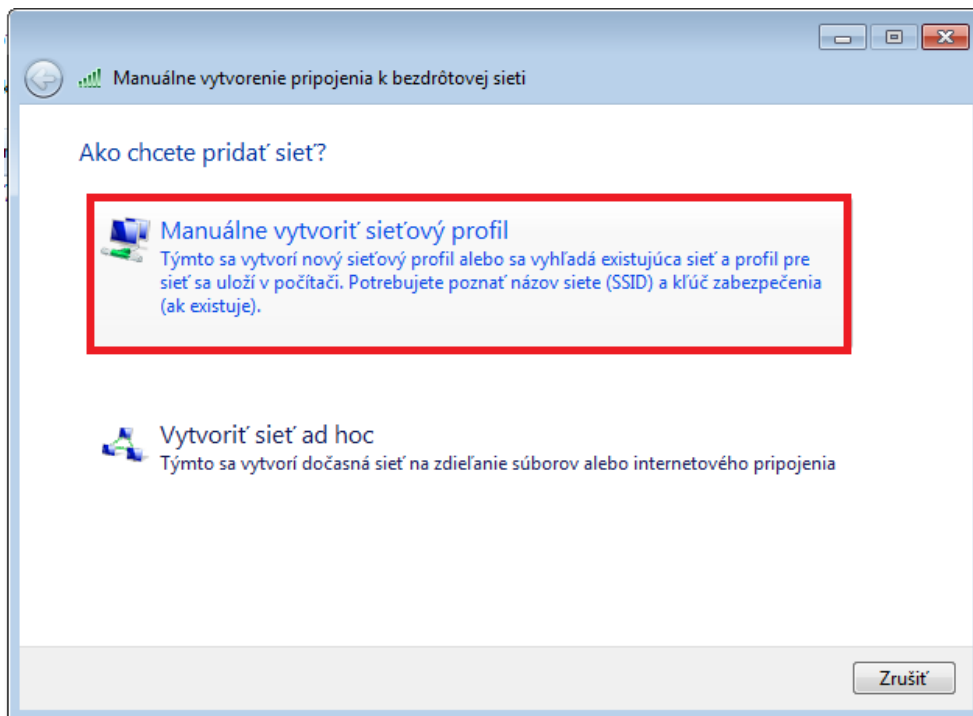 Manuálne vytvorenie pripojenia k bezdrôtovej sieti
Ako chcete pridať sieť?
Manuálne vytvoriť sieťový profil
Týmto sa vytvorí nový sieťový profil alebo sa vyhľadá existujúca sieť a profil pre
sieť sa uloží v počítači. Potrebujete poznať názov siete (SSID) a kľúč zabezpečenia
(ak existuje).
Vytvoriť sieť ad hoc
Týmto sa vytvorí dočasná sieť na zdieľanie súborov alebo internetového pripojenia
Zrušiť